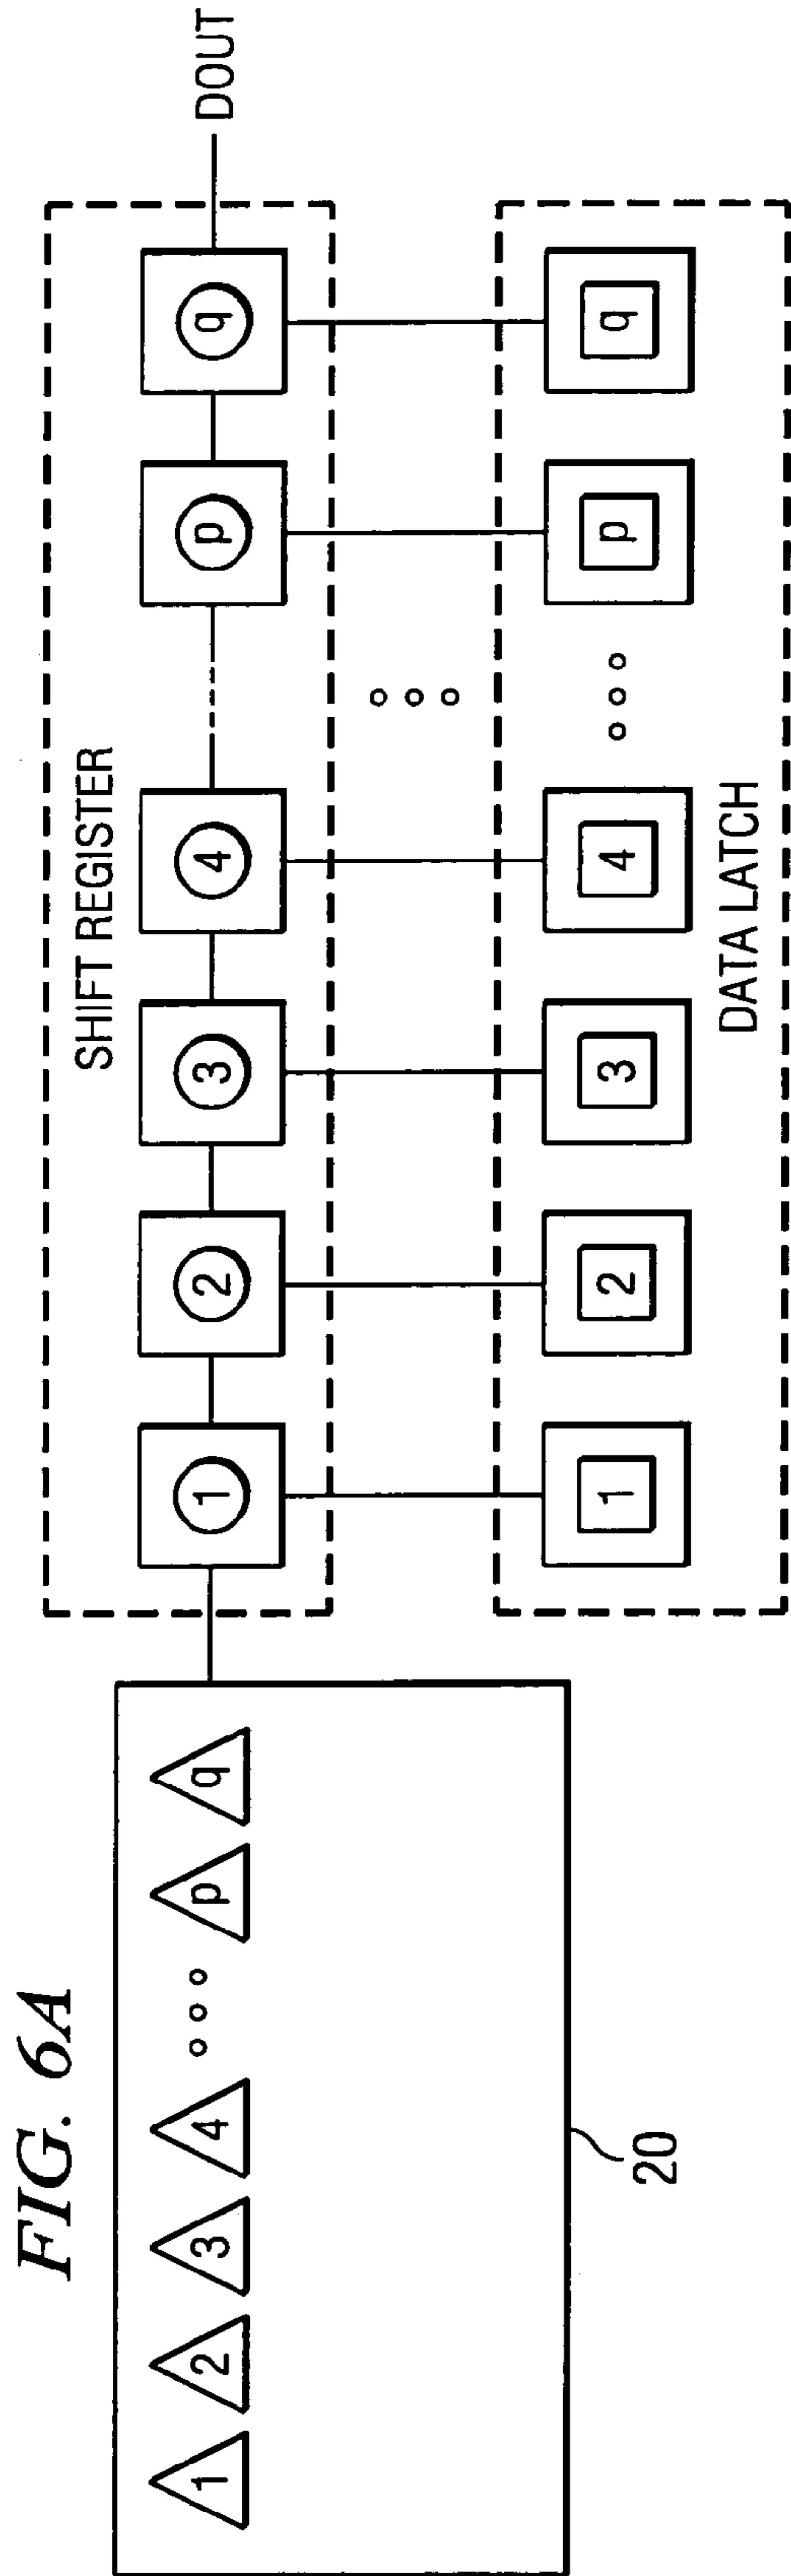 FIG. 6A
1 2 3 4 p q
20
SHIFT REGISTER
1 2 3 4 p q
DOUT
1 2 3 4 p q
DATA LATCH